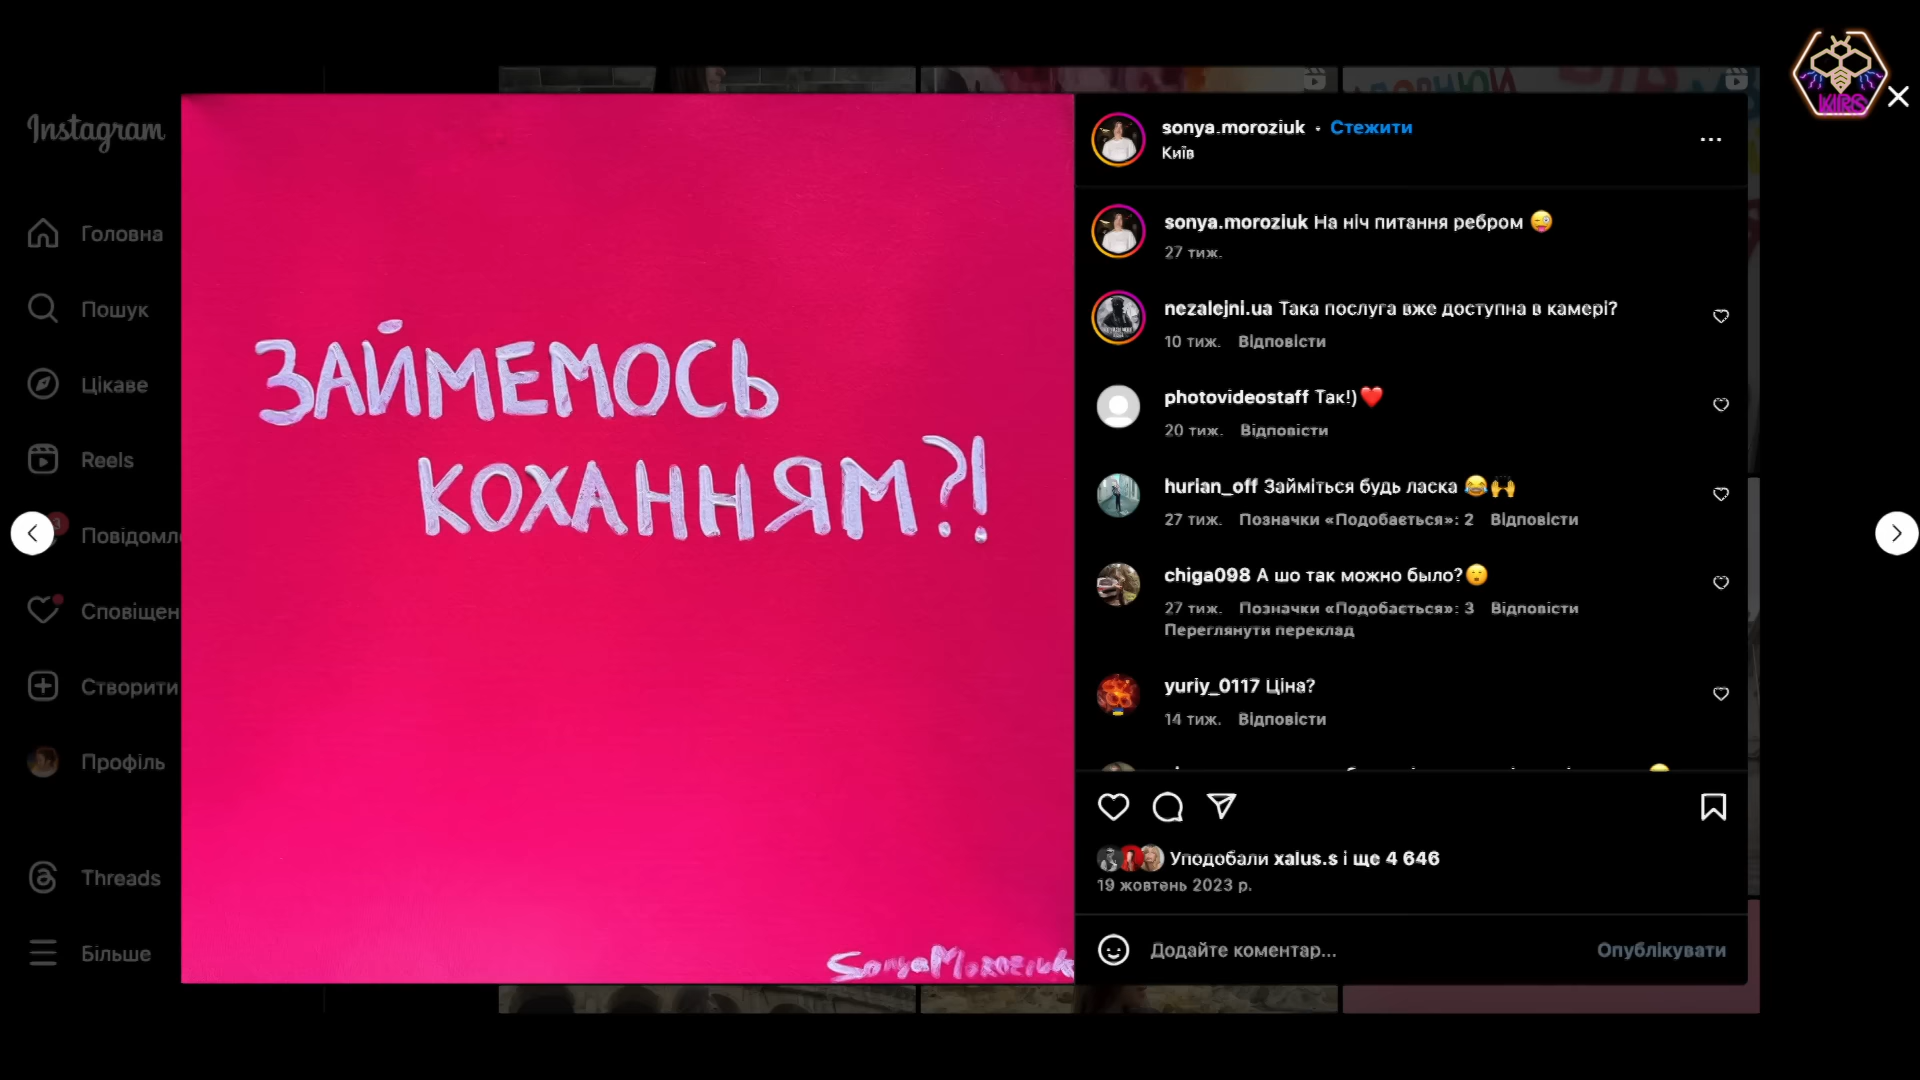 Instagram
Головна
Пошук
Цікаве
Reels
3
Повідомл
Сповіщен
Створити
Профіль
Threads
Більше
ЗАЙМЕМОСЬ
КОХАННЯМ?!
SonyaMoroziuk
KIRS
sonya.moroziuk • Стежити
Київ
sonya.moroziuk На ніч питання ребром 😜
27 тиж.
nezalejni.ua Така послуга вже доступна в камері?
10 тиж. Відповісти
photovideostaff Так!)❤️
20 тиж. Відповісти
hurian_off Займіться будь ласка 😂🙌
27 тиж. Позначки «Подобається»: 2 Відповісти
chiga098 А шо так можно было?😯
27 тиж. Позначки «Подобається»: 3 Відповісти
Переглянути переклад
yuriy_0117 Ціна?
14 тиж. Відповісти
Уподобали xalus.s і ще 4 646
19 жовтень 2023 р.
Додайте коментар...
Опублікувати